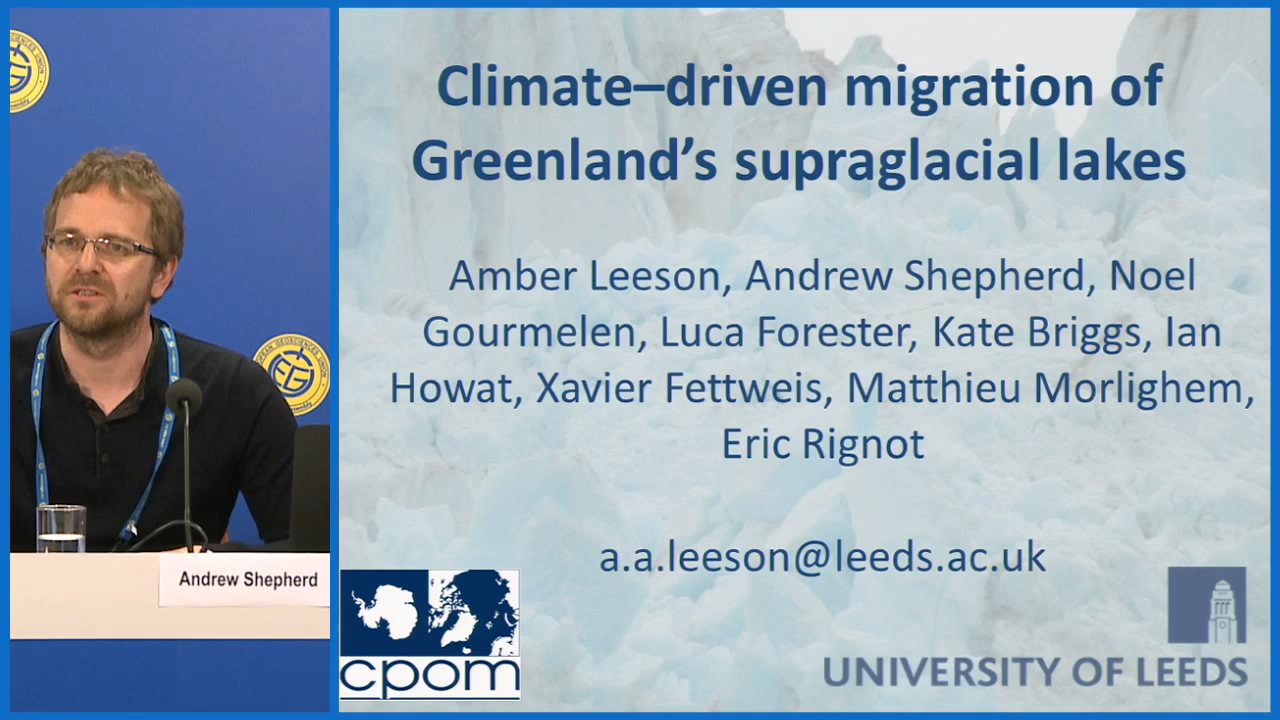 Climate–driven migration of
Greenland’s supraglacial lakes
Amber Leeson, Andrew Shepherd, Noel
Gourmelen, Luca Forester, Kate Briggs, Ian
Howat, Xavier Fettweis, Matthieu Morlighem,
Eric Rignot
a.a.leeson@leeds.ac.uk
Andrew Shepherd
cpom
UNIVERSITY OF LEEDS